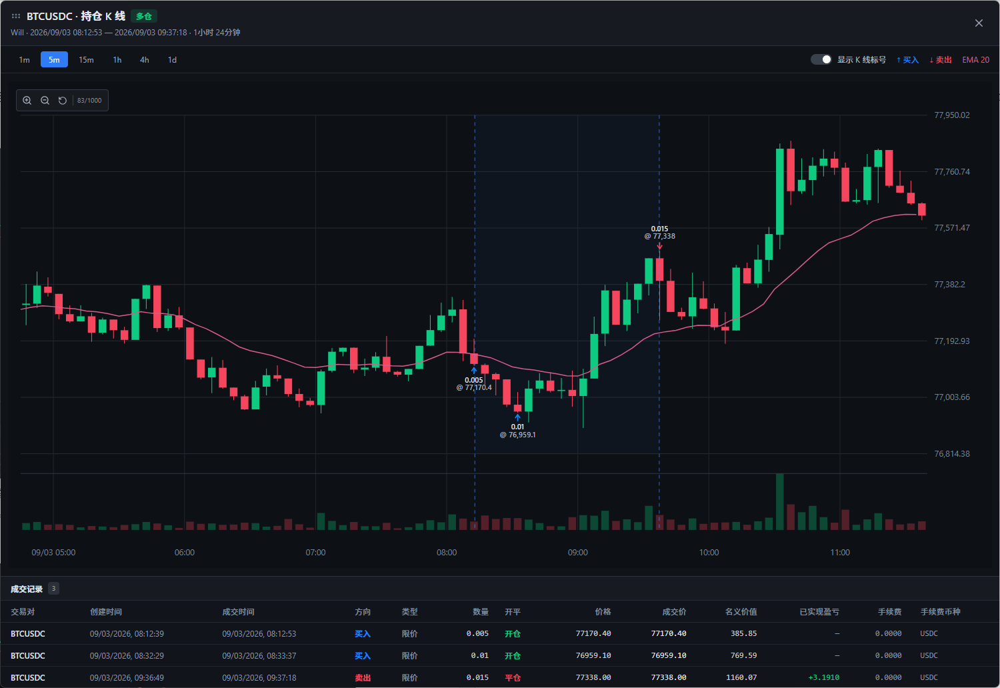 BTCUSDC · 持仓 K 线 多仓
Will · 2026/09/03 08:12:53 — 2026/09/03 09:37:18 · 1小时 24分钟
1m 5m 15m 1h 4h 1d
显示 K 线标号 ↑ 买入 ↓ 卖出 EMA 20
83/1000
77,950.02
77,760.74
77,571.47
77,382.2
77,192.93
77,003.66
76,814.38
0.015
@ 77,338
0.005
@ 77,170.4
0.01
@ 76,959.1
09/03 05:00 06:00 07:00 08:00 09:00 10:00 11:00
成交记录 3
交易对 创建时间 成交时间 方向 类型 数量 开平 价格 成交价 名义价值 已实现盈亏 手续费 手续费币种
BTCUSDC 09/03/2026, 08:12:39 09/03/2026, 08:12:53 买入 限价 0.005 开仓 77170.40 77170.40 385.85 – 0.0000 USDC
BTCUSDC 09/03/2026, 08:32:29 09/03/2026, 08:33:37 买入 限价 0.01 开仓 76959.10 76959.10 769.59 – 0.0000 USDC
BTCUSDC 09/03/2026, 09:36:49 09/03/2026, 09:37:18 卖出 限价 0.015 平仓 77338.00 77338.00 1160.07 +3.1910 0.0000 USDC